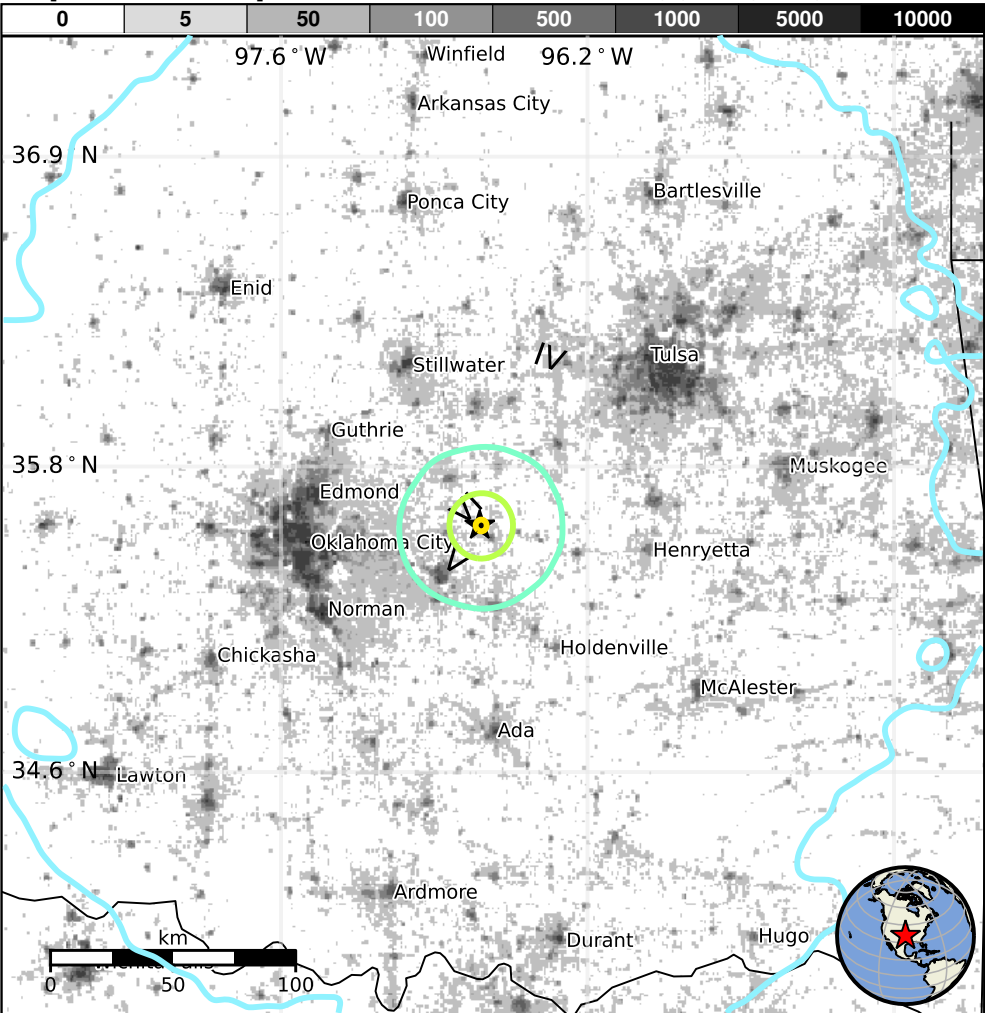 0 5 50 100 500 1000 5000 10000
97.6°W 96.2°W
Winfield
Arkansas City
36.9°N
Bartlesville
Ponca City
Enid
IV
Tulsa
Stillwater
Guthrie
35.8°N
Muskogee
Edmond
Oklahoma City
Henryetta
Norman
Holdenville
Chickasha
McAlester
Ada
34.6°N
Lawton
Ardmore
Durant
Hugo
km
0 50 100